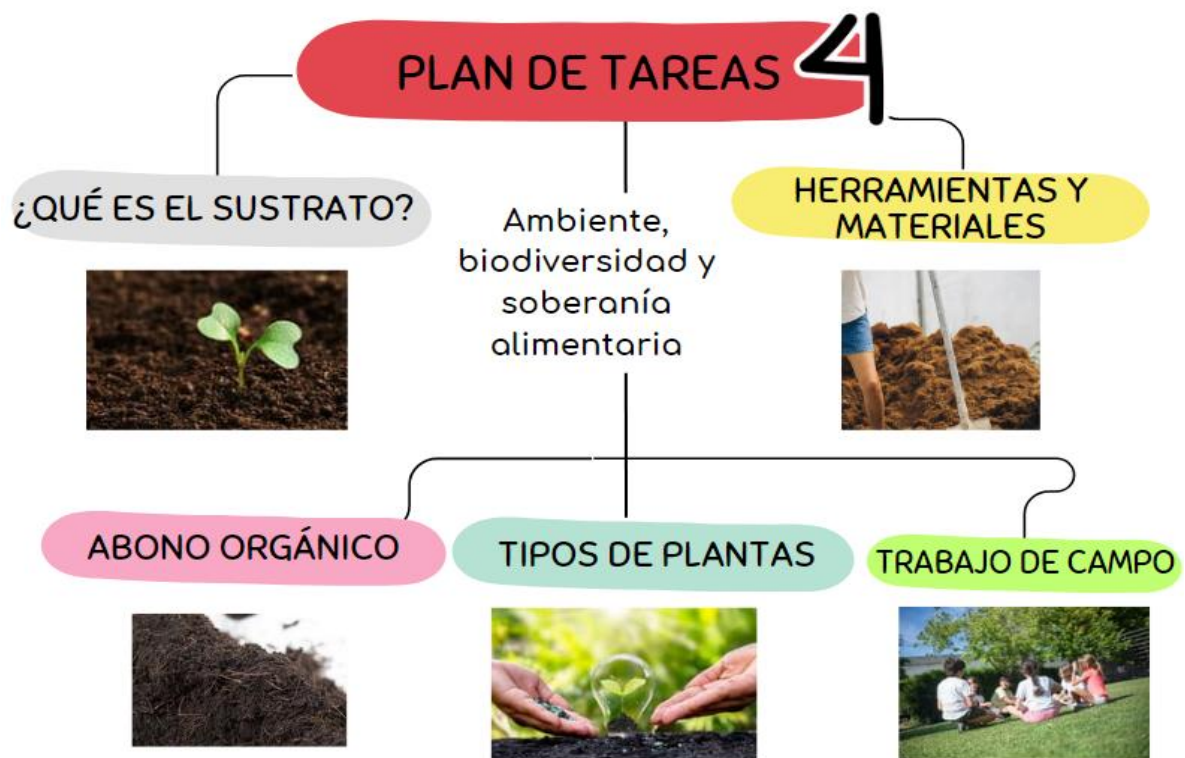 PLAN DE TAREAS 4
¿QUÉ ES EL SUSTRATO?
HERRAMIENTAS Y
MATERIALES
Ambiente,
biodiversidad y
soberanía
alimentaria
ABONO ORGÁNICO
TIPOS DE PLANTAS
TRABAJO DE CAMPO